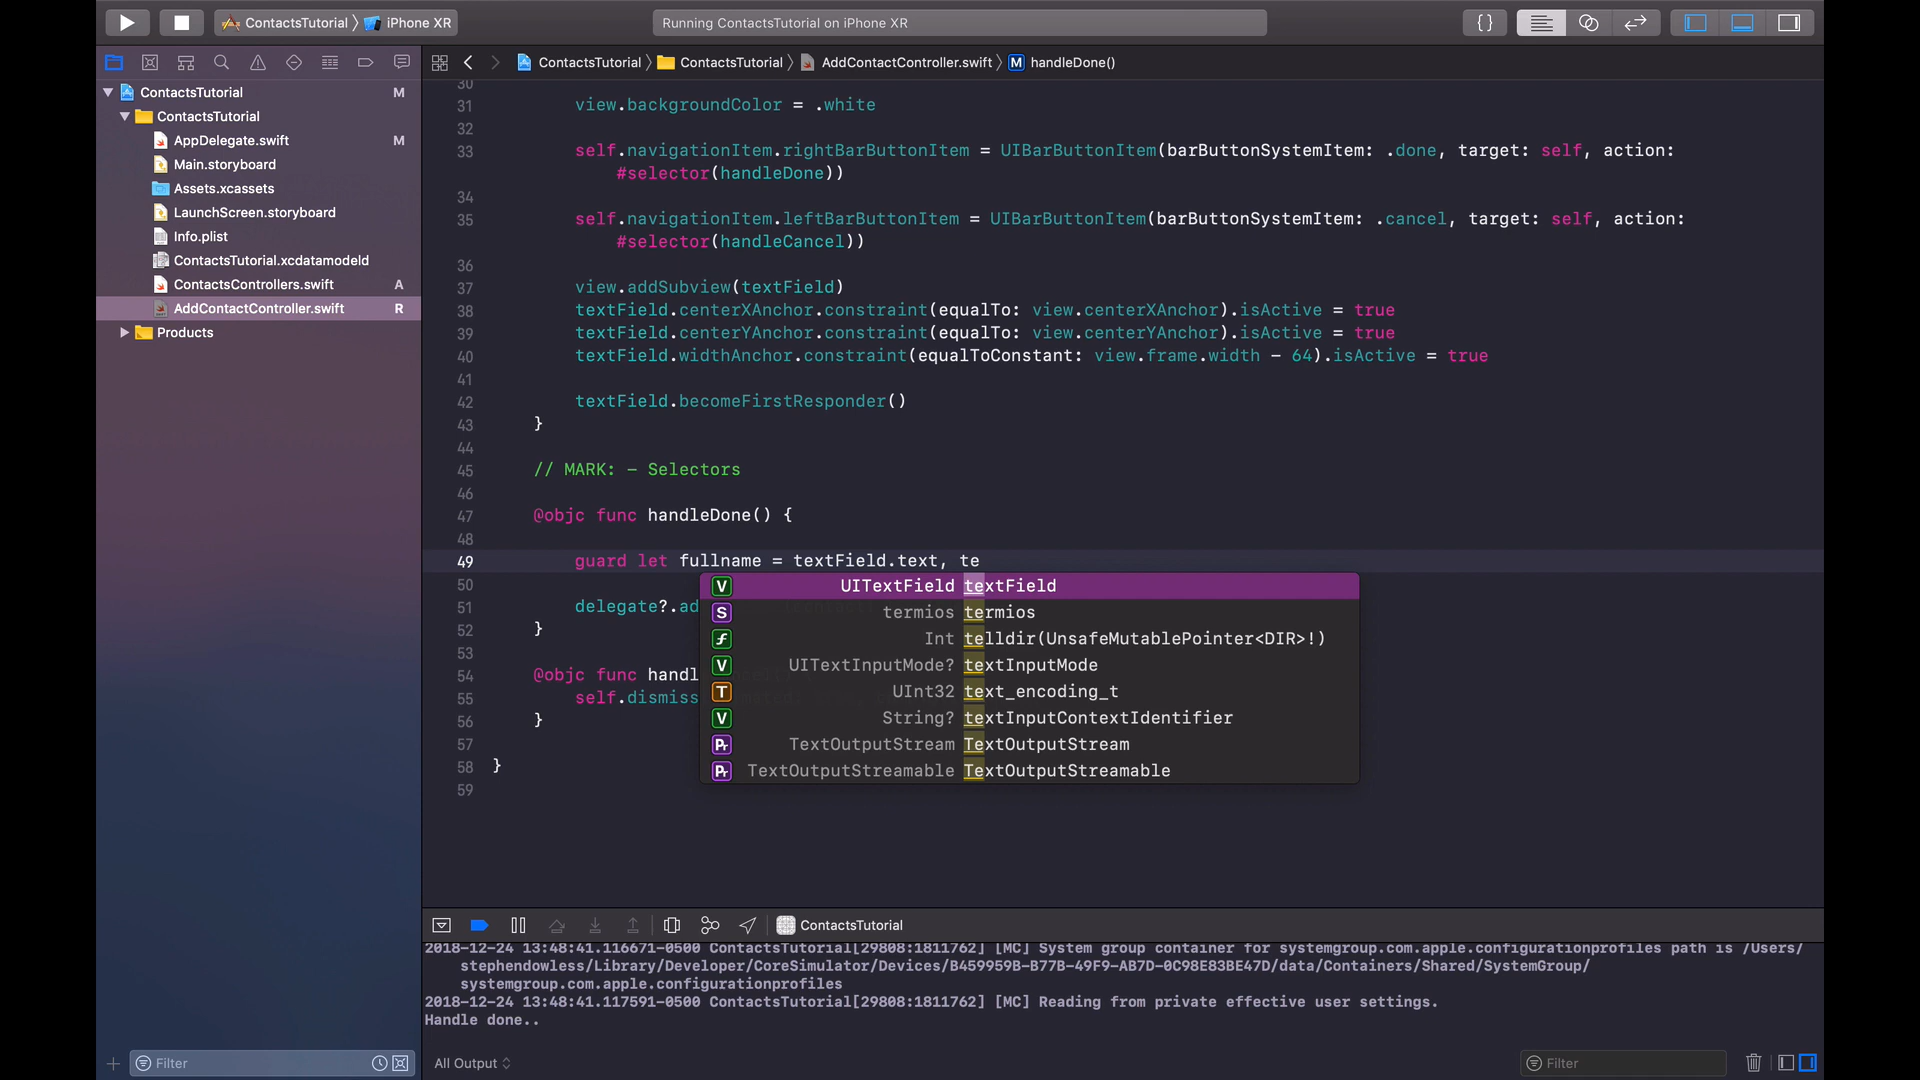 ContactsTutorial 〉 iPhone XR
Running ContactsTutorial on iPhone XR
{ }
ContactsTutorial 〉 ContactsTutorial 〉 AddContactController.swift 〉 M handleDone()
ContactsTutorial M
ContactsTutorial
AppDelegate.swift M
Main.storyboard
Assets.xcassets
LaunchScreen.storyboard
Info.plist
ContactsTutorial.xcdatamodeld
ContactsControllers.swift A
AddContactController.swift R
Products
30
31 view.backgroundColor = .white
32
33 self.navigationItem.rightBarButtonItem = UIBarButtonItem(barButtonSystemItem: .done, target: self, action:
#selector(handleDone))
34
35 self.navigationItem.leftBarButtonItem = UIBarButtonItem(barButtonSystemItem: .cancel, target: self, action:
#selector(handleCancel))
36
37 view.addSubview(textField)
38 textField.centerXAnchor.constraint(equalTo: view.centerXAnchor).isActive = true
39 textField.centerYAnchor.constraint(equalTo: view.centerYAnchor).isActive = true
40 textField.widthAnchor.constraint(equalToConstant: view.frame.width - 64).isActive = true
41
42 textField.becomeFirstResponder()
43 }
44
45 // MARK: - Selectors
46
47 @objc func handleDone() {
48
49 guard let fullname = textField.text, te
50
51 delegate?.ad
52 }
53
54 @objc func handl
55 self.dismiss
56 }
57
58 }
59
V UITextField textField
S termios termios
f Int telldir(UnsafeMutablePointer<DIR>!)
V UITextInputMode? textInputMode
T UInt32 text_encoding_t
V String? textInputContextIdentifier
Pr TextOutputStream TextOutputStream
Pr TextOutputStreamable TextOutputStreamable
ContactsTutorial
2018-12-24 13:48:41.116671-0500 ContactsTutorial[29808:1811762] [MC] System group container for systemgroup.com.apple.configurationprofiles path is /Users/
stephendowless/Library/Developer/CoreSimulator/Devices/B459959B-B77B-49F9-AB7D-0C98E83BE47D/data/Containers/Shared/SystemGroup/
systemgroup.com.apple.configurationprofiles
2018-12-24 13:48:41.117591-0500 ContactsTutorial[29808:1811762] [MC] Reading from private effective user settings.
Handle done..
Filter
All Output
Filter